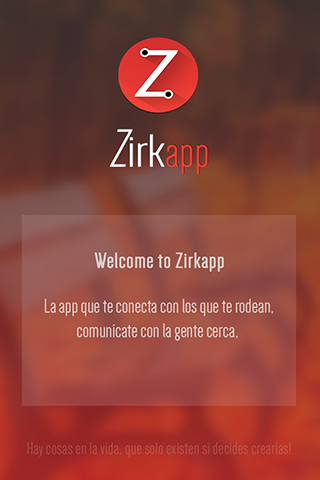 Z
Zirkapp
Welcome to Zirkapp
La app que te conecta con los que te rodean,
comunícate con la gente cerca,
Hay cosas en la vida, que solo existen si decides crearlas!